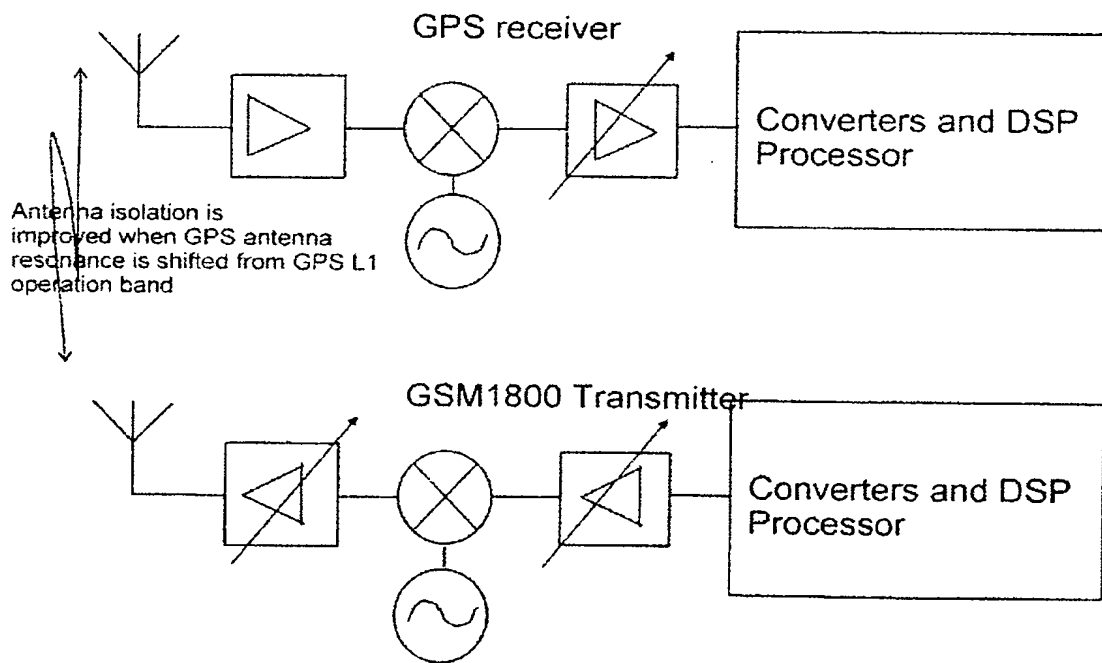 GPS receiver
Converters and DSP
Processor
Antenna isolation is
improved when GPS antenna
resonance is shifted from GPS L1
operation band
GSM1800 Transmitter
Converters and DSP
Processor